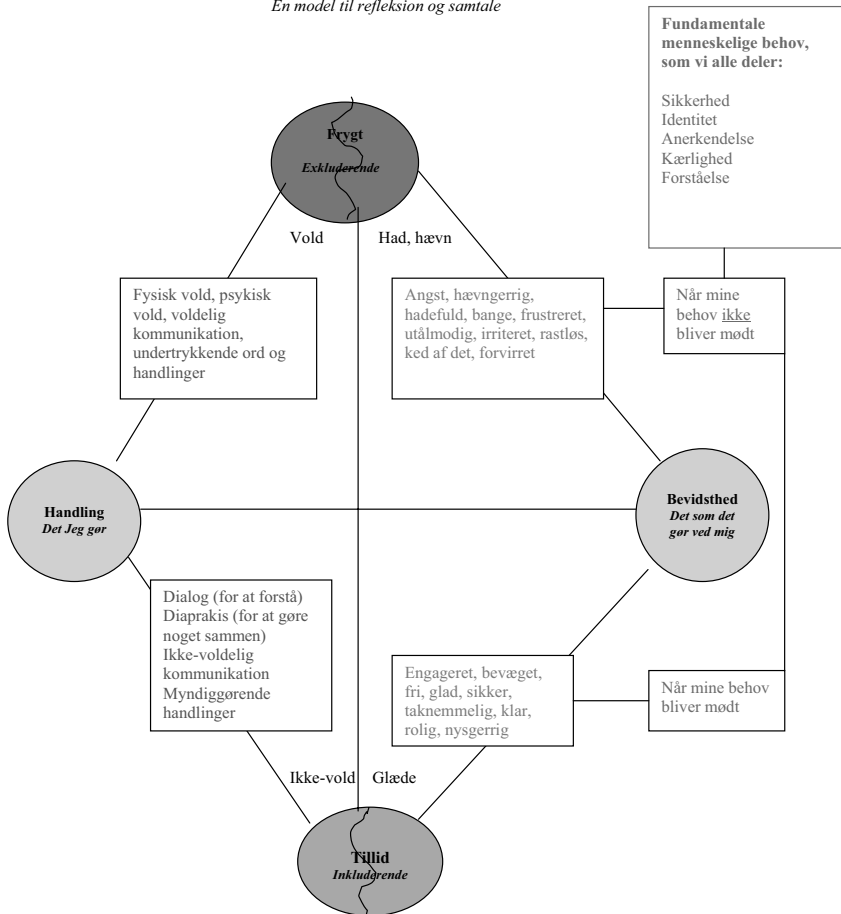 En model til refleksion og samtale
Fundamentale
menneskelige behov,
som vi alle deler:
Sikkerhed
Identitet
Anerkendelse
Kærlighed
Forståelse
Frygt
Exkluderende
Vold
Had, hævn
Fysisk vold, psykisk
vold, voldelig
kommunikation,
undertrykkende ord og
handlinger
Angst, hævngerrig,
hadefuld, bange, frustreret,
utålmodig, irriteret, rastløs,
ked af det, forvirret
Når mine
behov ikke
bliver mødt
Handling
Det Jeg gør
Bevidsthed
Det som det
gør ved mig
Dialog (for at forstå)
Diaprakis (for at gøre
noget sammen)
Ikke-voldelig
kommunikation
Myndiggørende
handlinger
Engageret, bevæget,
fri, glad, sikker,
taknemmelig, klar,
rolig, nysgerrig
Når mine behov
bliver mødt
Ikke-vold
Glæde
Tillid
Inkluderende